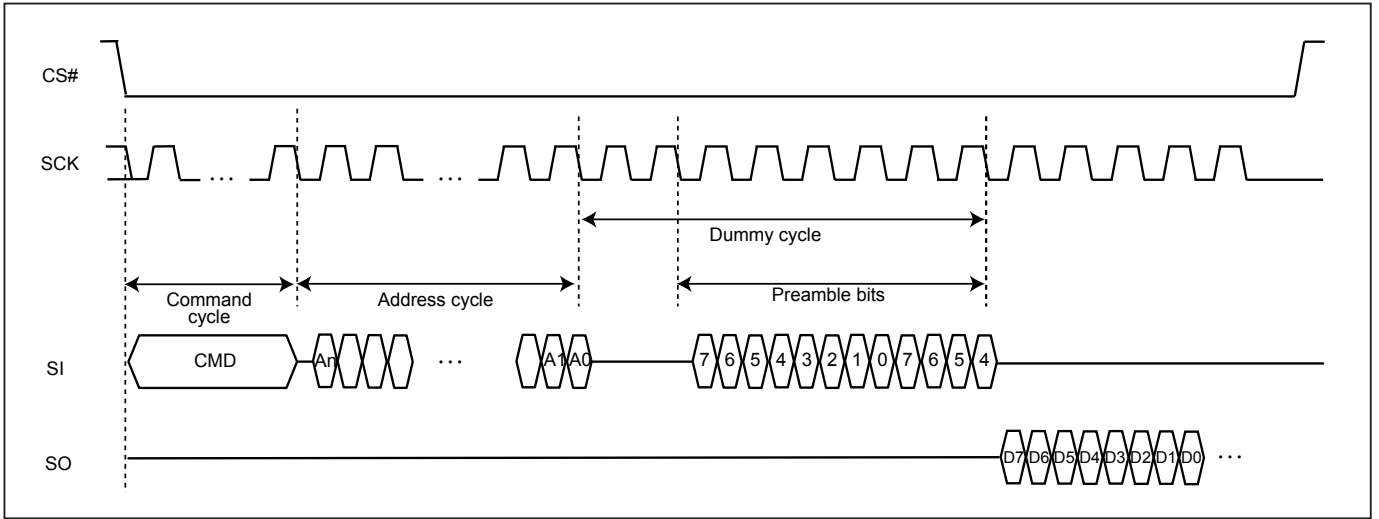 CS#
SCK
...
...
Dummy cycle
Command
cycle
Address cycle
Preamble bits
SI
CMD
An
...
A1
A0
7 6 5 4 3 2 1 0 7 6 5 4
SO
D7 D6 D5 D4 D3 D2 D1 D0 ...